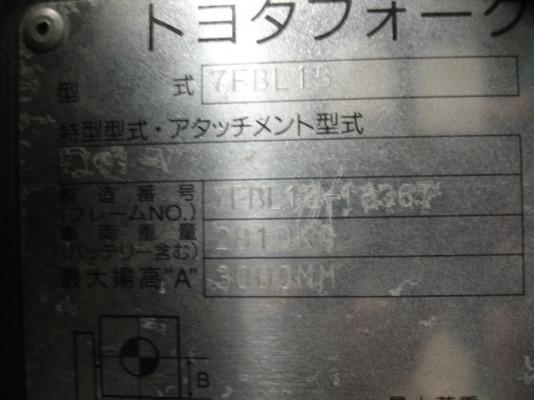 トヨタフォーク
型 式 7FBL15
特型型式・アタッチメント型式
製造番号
(フレームNO.)
車両重量 2810KG
(バッテリー含む)
最大揚高"A" 3000MM
B